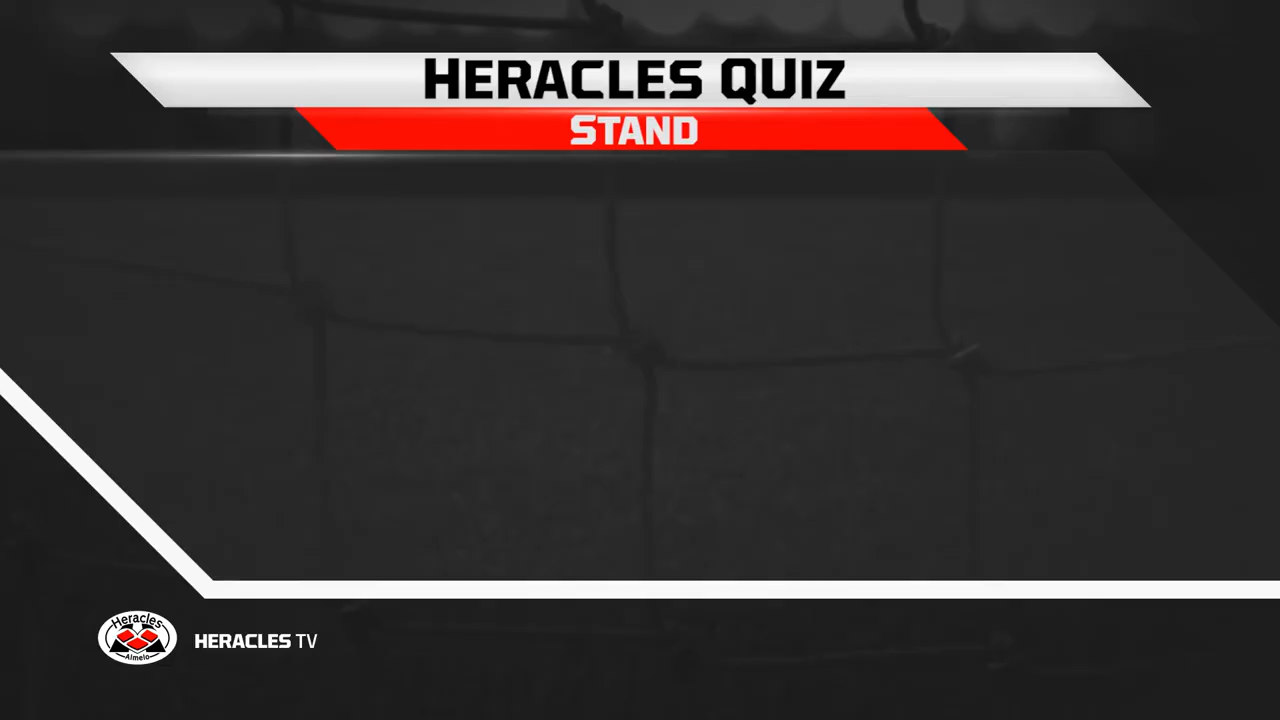 HERACLES QUIZ
STAND
Heracles
Almelo
HERACLES TV